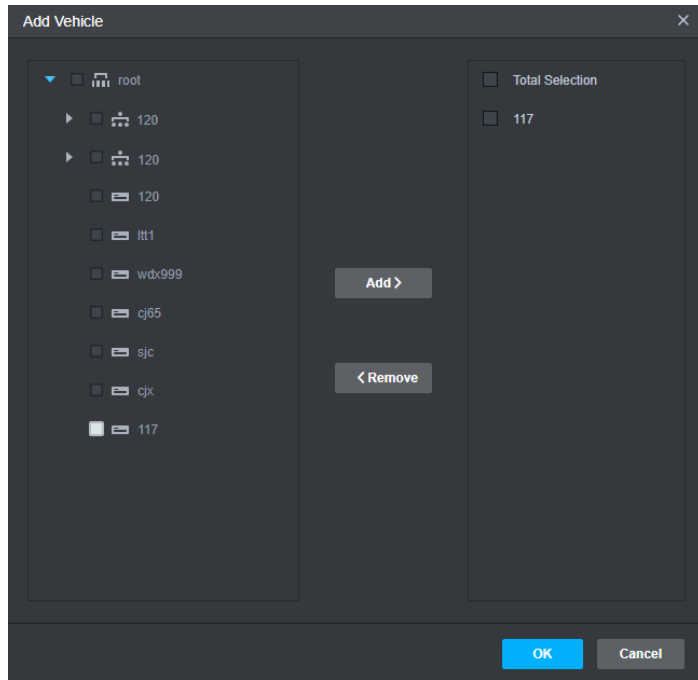 Add Vehicle
root
120
120
120
ltt1
wdx999
cj65
sjc
cjx
117
Add
Remove
Total Selection
117
OK
Cancel